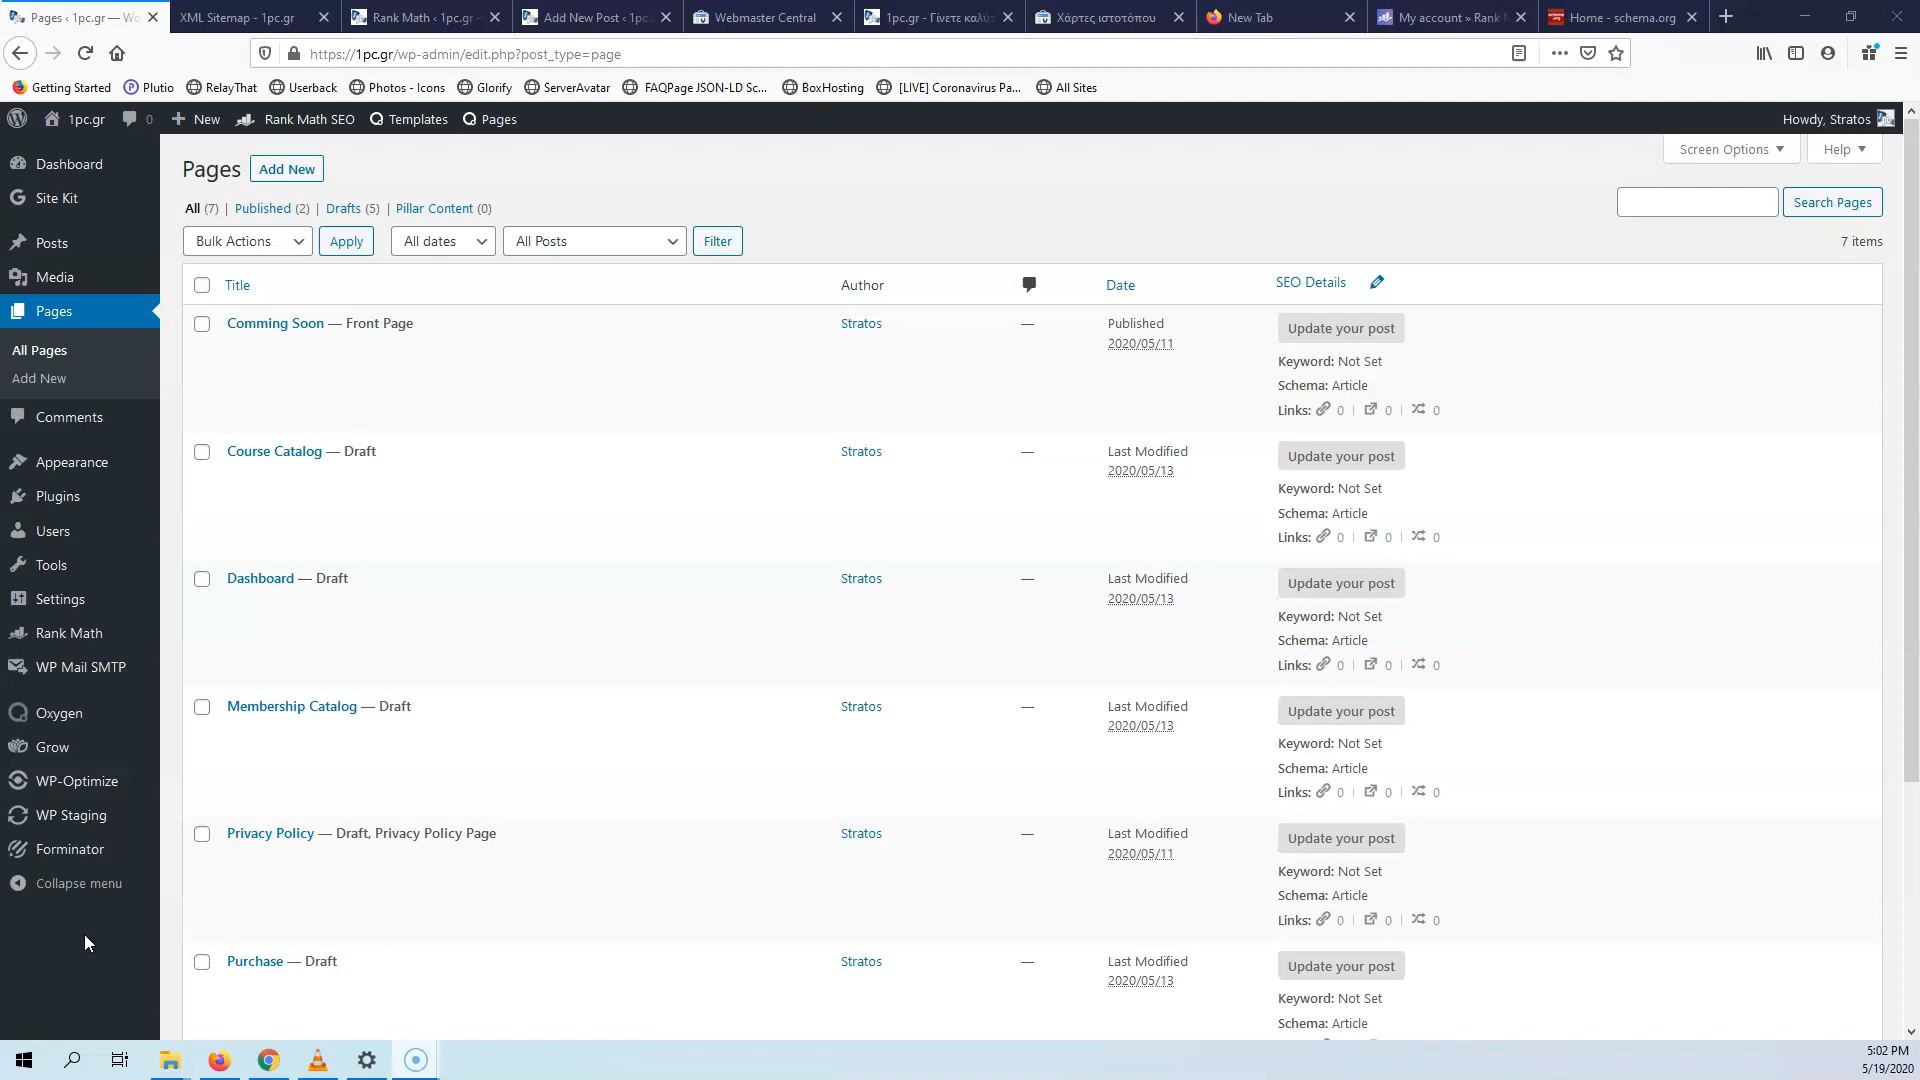 Pages ‹ 1pc.gr — Wo
XML Sitemap - 1pc.gr
Rank Math ‹ 1pc.gr —
Add New Post ‹ 1pc.
Webmaster Central
1pc.gr - Γίνετε καλύτ
Χάρτες ιστοτόπου
New Tab
My account » Rank M
Home - schema.org
https://1pc.gr/wp-admin/edit.php?post_type=page
Getting Started
Plutio
RelayThat
Userback
Photos - Icons
Glorify
ServerAvatar
FAQPage JSON-LD Sc...
BoxHosting
[LIVE] Coronavirus Pa...
All Sites
1pc.gr
0
New
Rank Math SEO
Templates
Pages
Howdy, Stratos
Dashboard
Site Kit
Posts
Media
Pages
All Pages
Add New
Comments
Appearance
Plugins
Users
Tools
Settings
Rank Math
WP Mail SMTP
Oxygen
Grow
WP-Optimize
WP Staging
Forminator
Collapse menu
Screen Options
Help
Pages
Add New
All (7) | Published (2) | Drafts (5) | Pillar Content (0)
Search Pages
Bulk Actions
Apply
All dates
All Posts
Filter
7 items
Title
Author
Date
SEO Details
Comming Soon — Front Page
Stratos
—
Published
2020/05/11
Update your post
Keyword: Not Set
Schema: Article
Links: 0 | 0 | 0
Course Catalog — Draft
Stratos
—
Last Modified
2020/05/13
Update your post
Keyword: Not Set
Schema: Article
Links: 0 | 0 | 0
Dashboard — Draft
Stratos
—
Last Modified
2020/05/13
Update your post
Keyword: Not Set
Schema: Article
Links: 0 | 0 | 0
Membership Catalog — Draft
Stratos
—
Last Modified
2020/05/13
Update your post
Keyword: Not Set
Schema: Article
Links: 0 | 0 | 0
Privacy Policy — Draft, Privacy Policy Page
Stratos
—
Last Modified
2020/05/11
Update your post
Keyword: Not Set
Schema: Article
Links: 0 | 0 | 0
Purchase — Draft
Stratos
—
Last Modified
2020/05/13
Update your post
Keyword: Not Set
Schema: Article
5:02 PM
5/19/2020